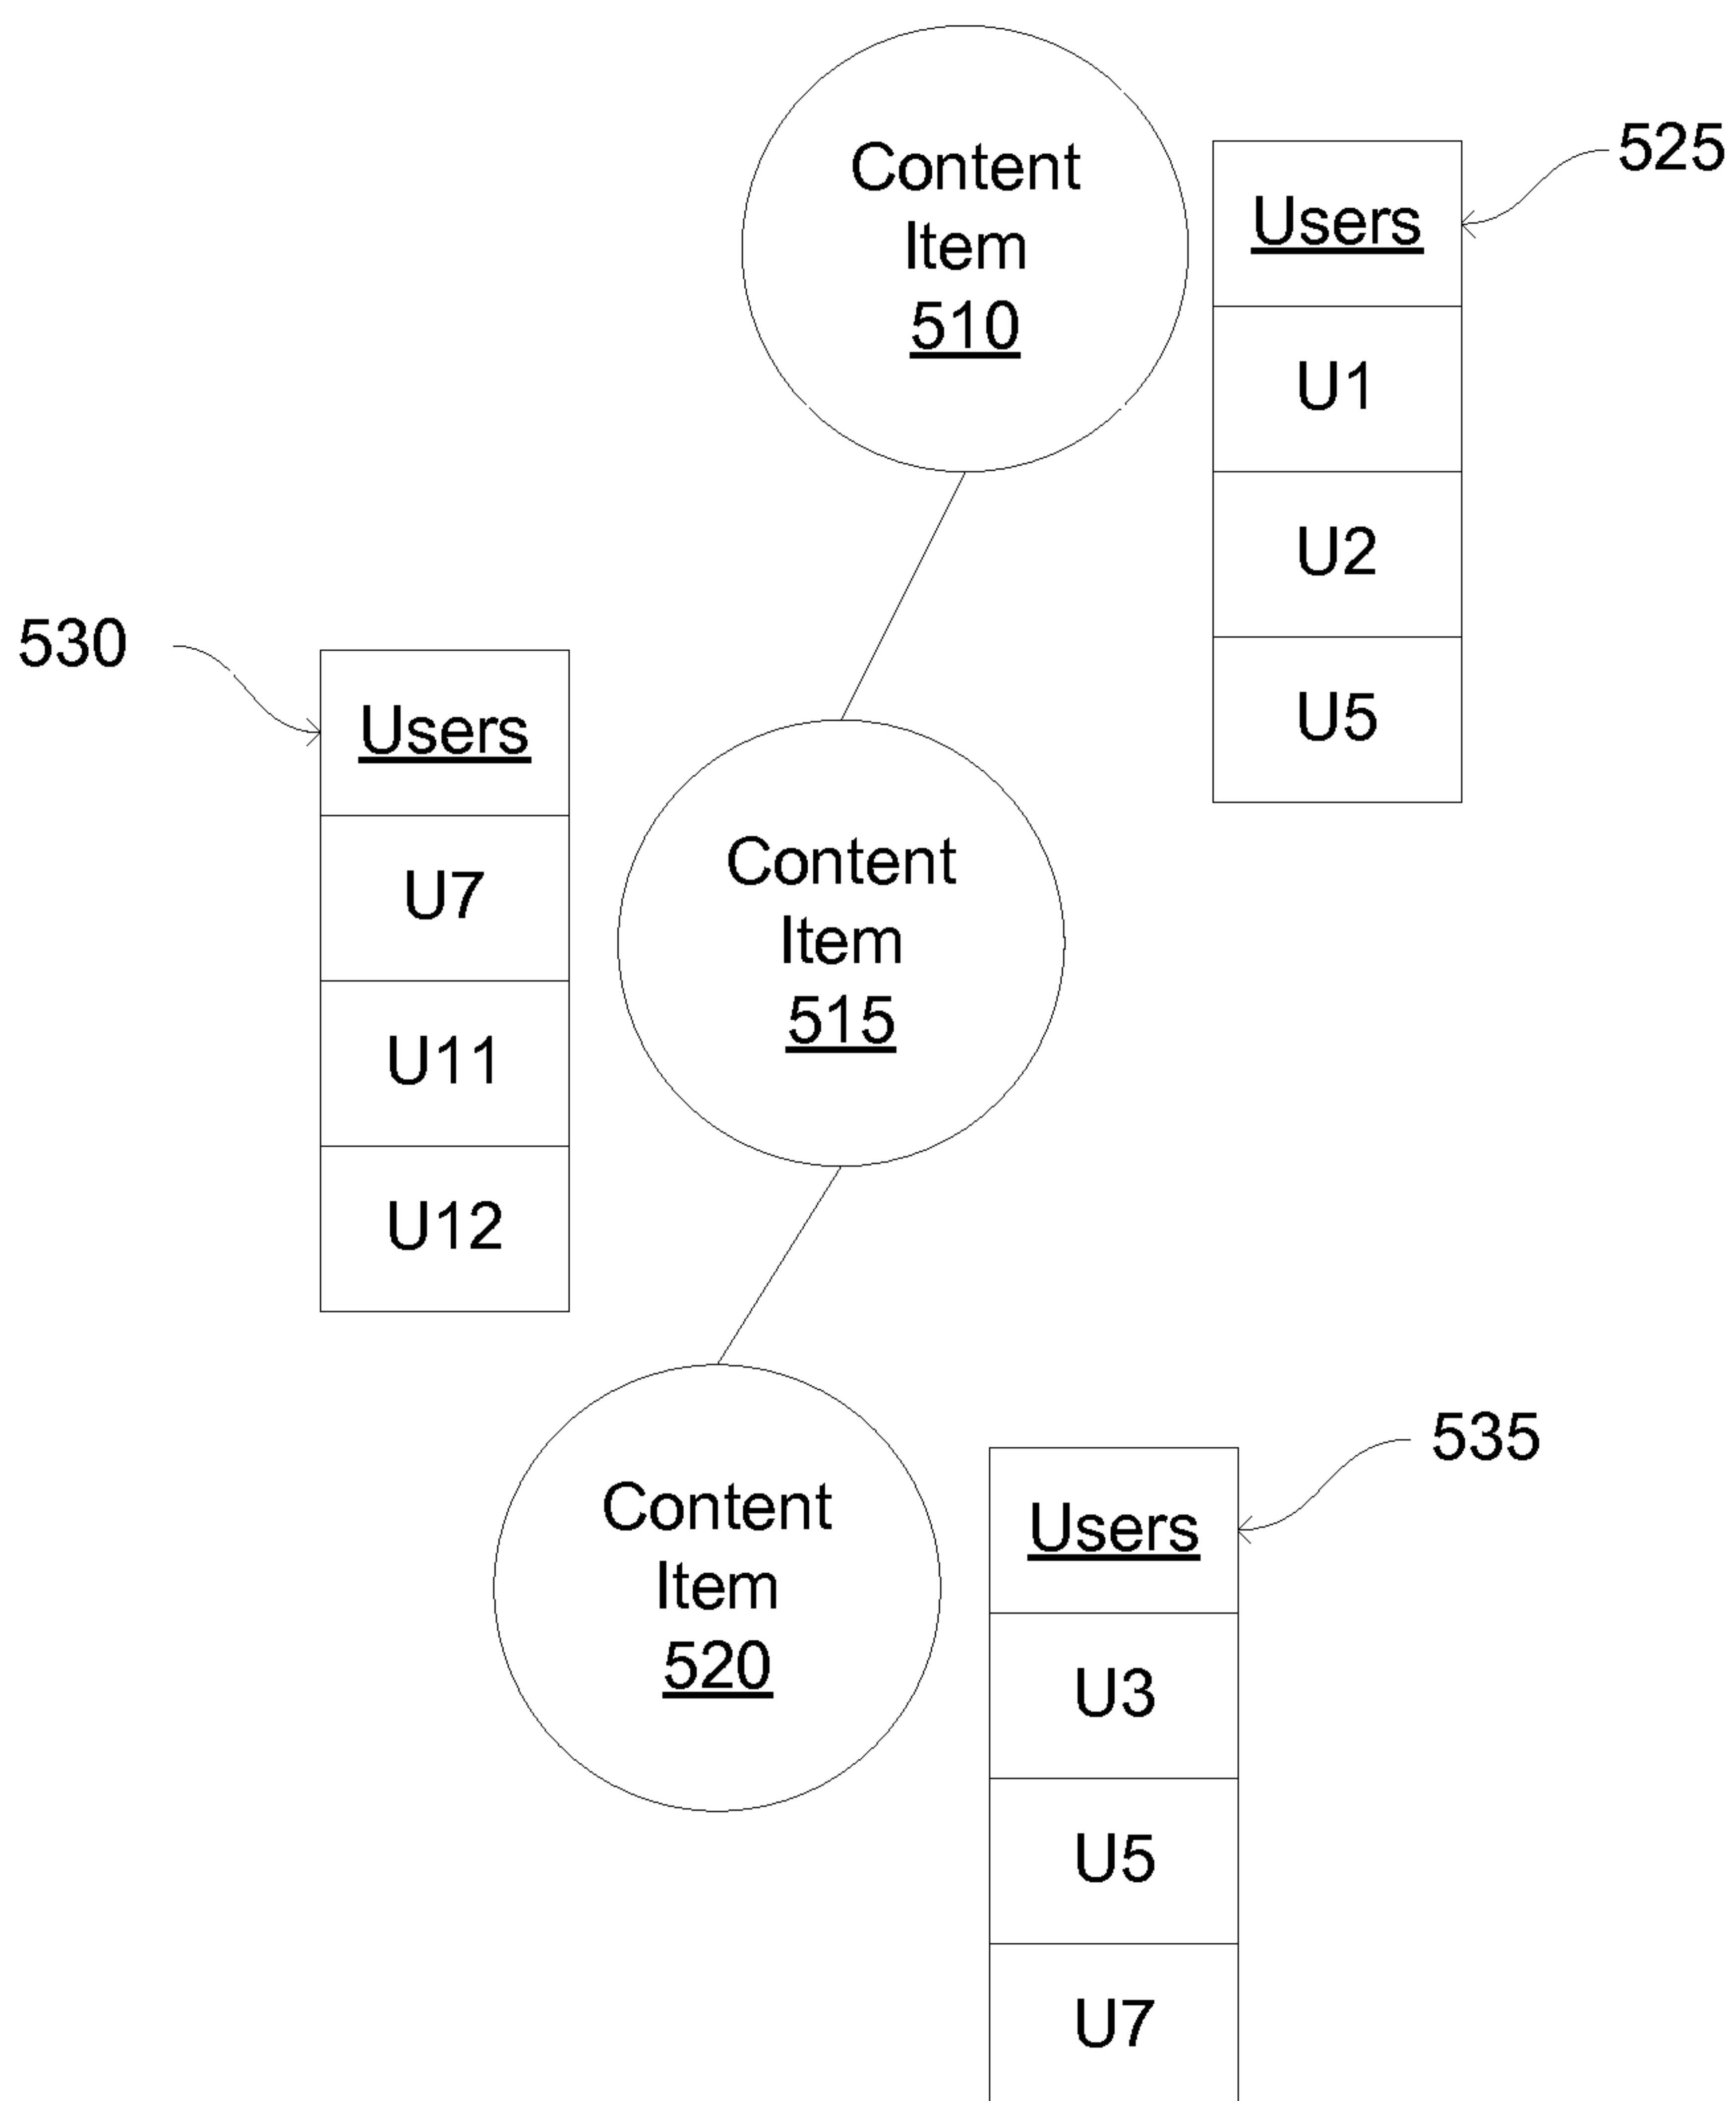 Content
Item
510
525
Users
U1
U2
U5
530
Users
U7
U11
U12
Content
Item
515
Content
Item
520
535
Users
U3
U5
U7